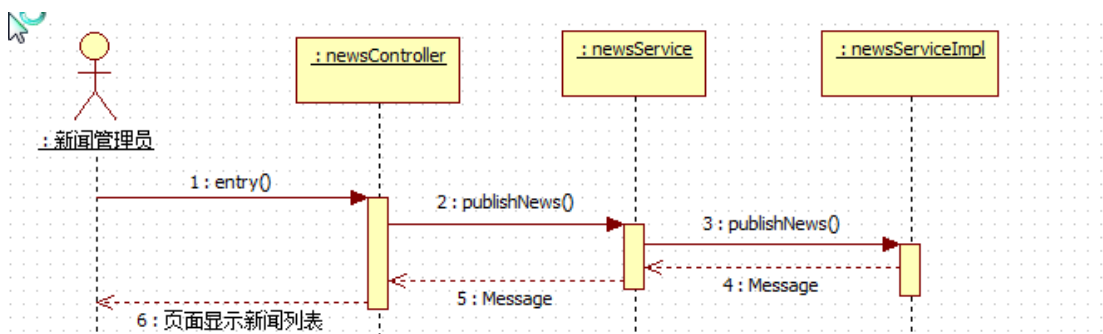 : newsController
: newsService
: newsServiceImpl
: 新闻管理员
1 : entry()
2 : publishNews()
3 : publishNews()
4 : Message
5 : Message
6 : 页面显示新闻列表